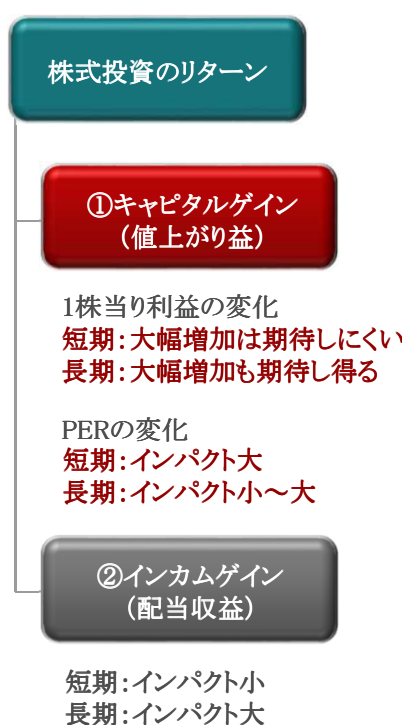 株式投資のリターン
①キャピタルゲイン
（値上がり益）
1株当り利益の変化
短期：大幅増加は期待しにくい
長期：大幅増加も期待し得る
PERの変化
短期：インパクト大
長期：インパクト小～大
②インカムゲイン
（配当収益）
短期：インパクト小
長期：インパクト大